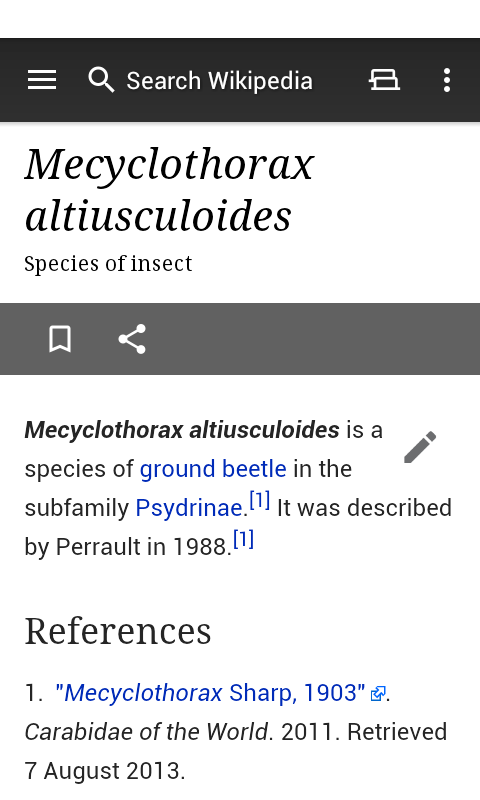 Search Wikipedia
Mecyclothorax
altiusculoides
Species of insect
Mecyclothorax altiusculoides is a
species of ground beetle in the
subfamily Psydrinae.[1] It was described
by Perrault in 1988.[1]
References
1. "Mecyclothorax Sharp, 1903".
Carabidae of the World. 2011. Retrieved
7 August 2013.